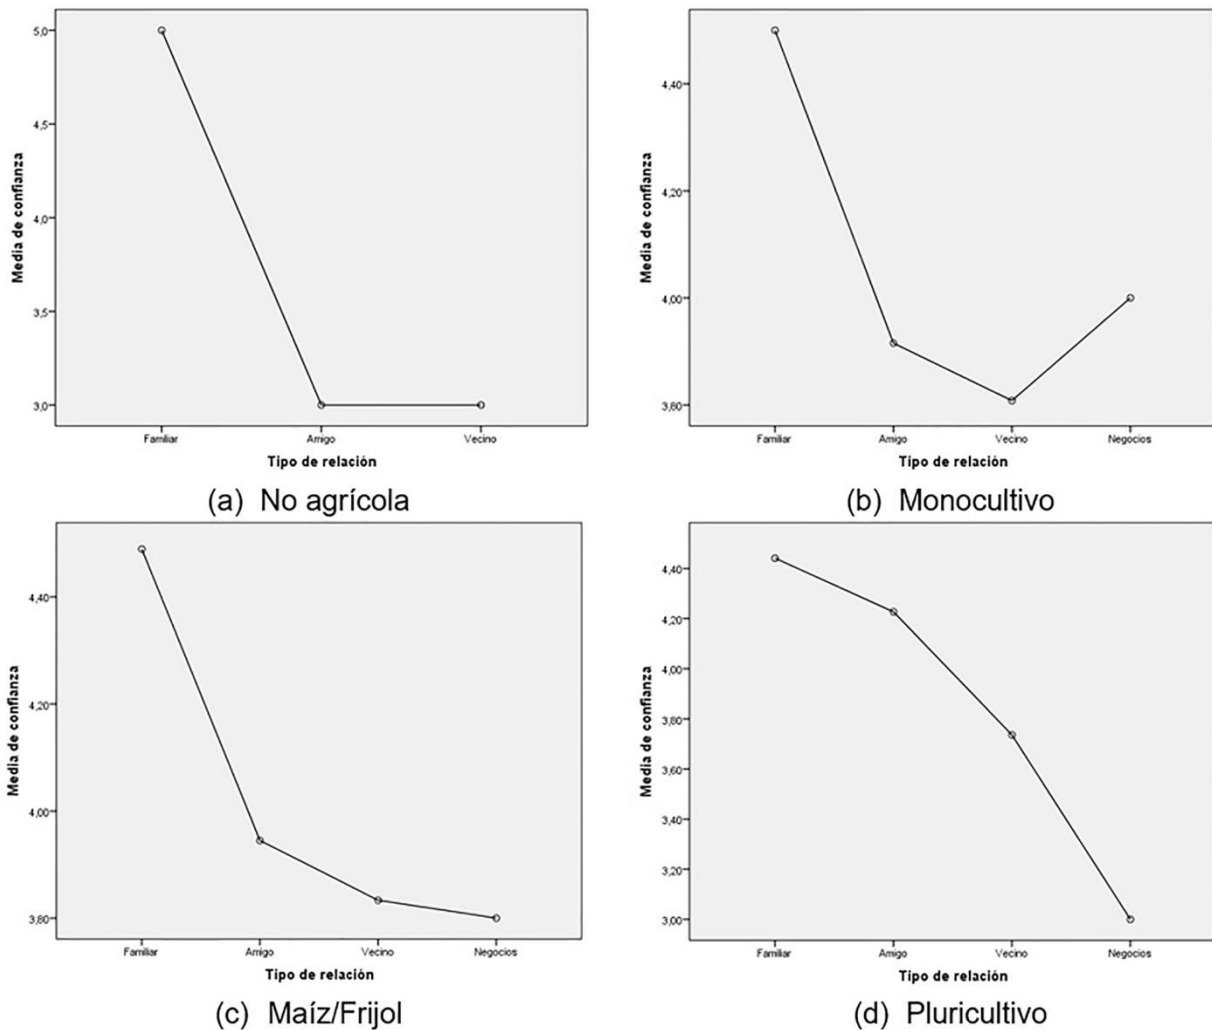 5,0
4,5
4,0
3,5
3,0
Media de confianza
Familiar Amigo Vecino
Tipo de relación
(a) No agrícola
4,40
4,20
4,00
3,80
Media de confianza
Familiar Amigo Vecino Negocios
Tipo de relación
(b) Monocultivo
4,40
4,20
4,00
3,80
Media de confianza
Familiar Amigo Vecino Negocios
Tipo de relación
(c) Maíz/Frijol
4,40
4,20
4,00
3,80
3,60
3,40
3,20
3,00
Media de confianza
Familiar Amigo Vecino Negocios
Tipo de relación
(d) Pluricultivo